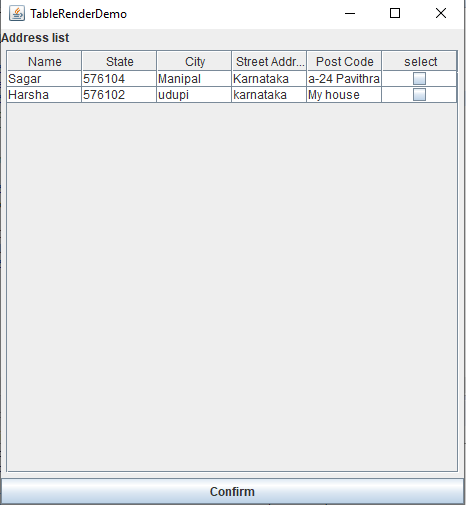 TableRenderDemo
Address list
Name State City Street Addr... Post Code select
Sagar 576104 Manipal Karnataka a-24 Pavithra
Harsha 576102 udupi karnataka My house
Confirm